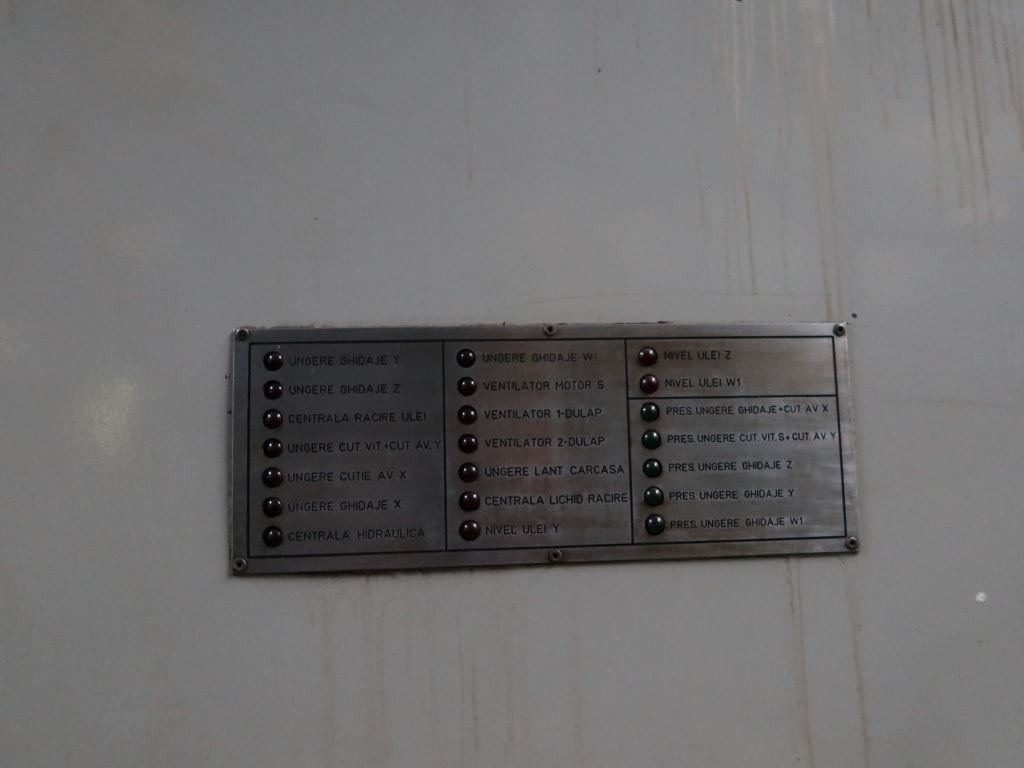 UNGERE GHIDAJE Y
UNGERE GHIDAJE Z
CENTRALA RACIRE ULEI
UNGERE CUT. VIT.+CUT. AV. Y
UNGERE CUTIE AV. X
UNGERE GHIDAJE X
CENTRALA HIDRAULICA
UNGERE GHIDAJE W1
VENTILATOR MOTOR S
VENTILATOR 1-DULAP
VENTILATOR 2-DULAP
UNGERE LANT CARCASA
CENTRALA LICHID RACIRE
NIVEL ULEI Y
NIVEL ULEI Z
NIVEL ULEI W1
PRES. UNGERE GHIDAJE+CUT. AV. X
PRES. UNGERE CUT. VIT. S+CUT. AV. Y
PRES. UNGERE GHIDAJE Z
PRES. UNGERE GHIDAJE Y
PRES. UNGERE GHIDAJE W1